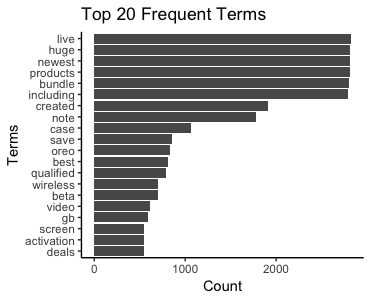 Top 20 Frequent Terms
live
huge
newest
products
bundle
including
created
note
case
save
oreo
best
qualified
wireless
beta
video
gb
screen
activation
deals
Terms
0 1000 2000
Count